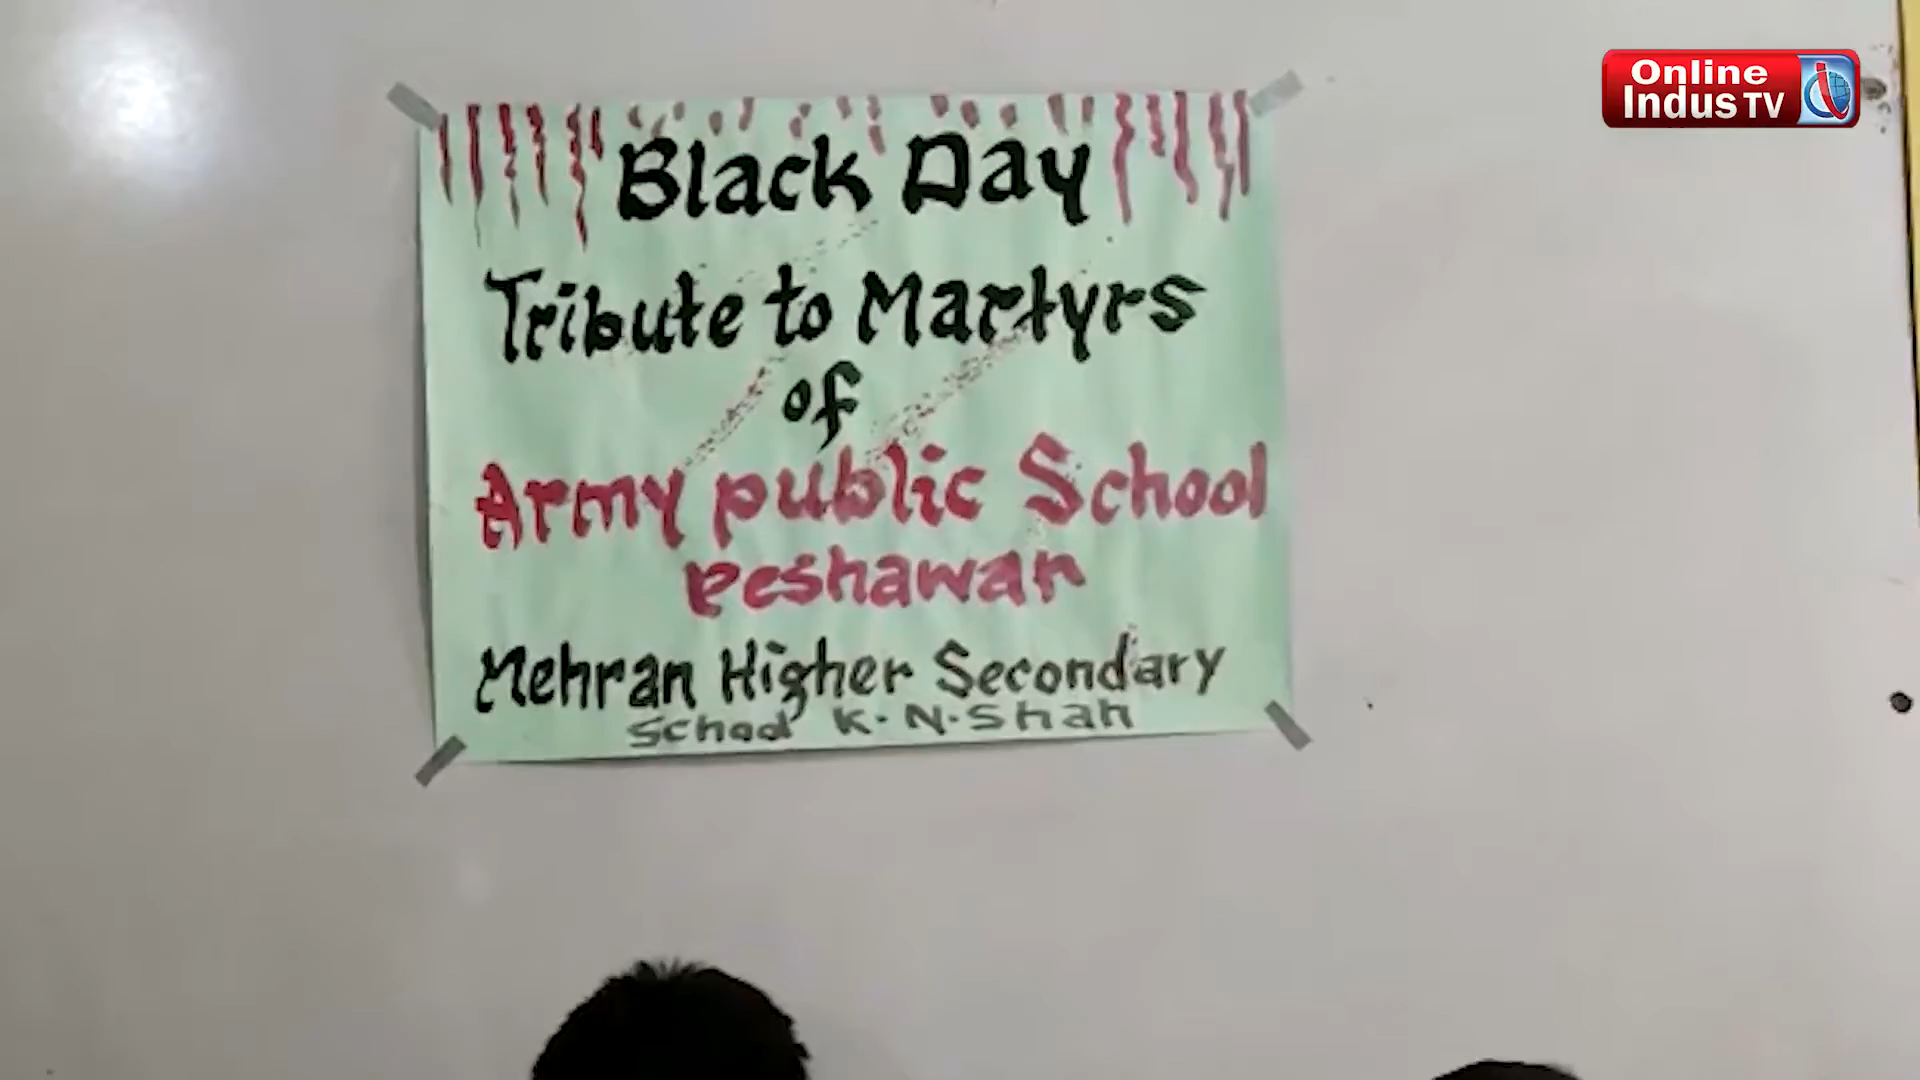 Online
Indus TV
Black Day
Tribute to Martyrs
of
Army public School
Peshawar
Mehran Higher Secondary
School K.N.Shah